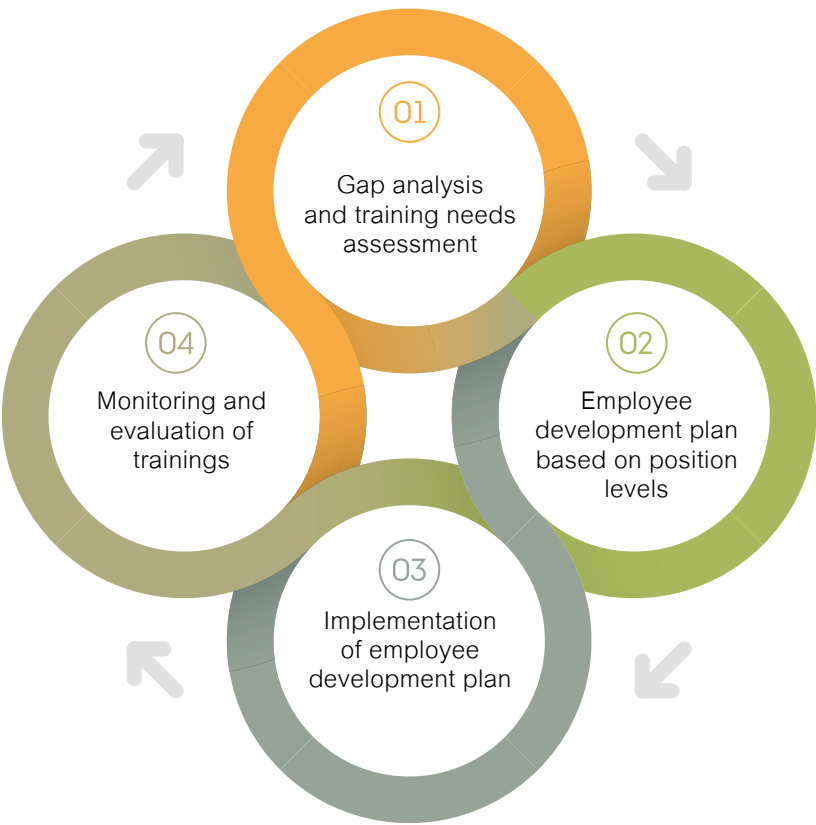 01
Gap analysis
and training needs
assessment
02
Employee
development plan
based on position
levels
03
Implementation
of employee
development plan
04
Monitoring and
evaluation of
trainings